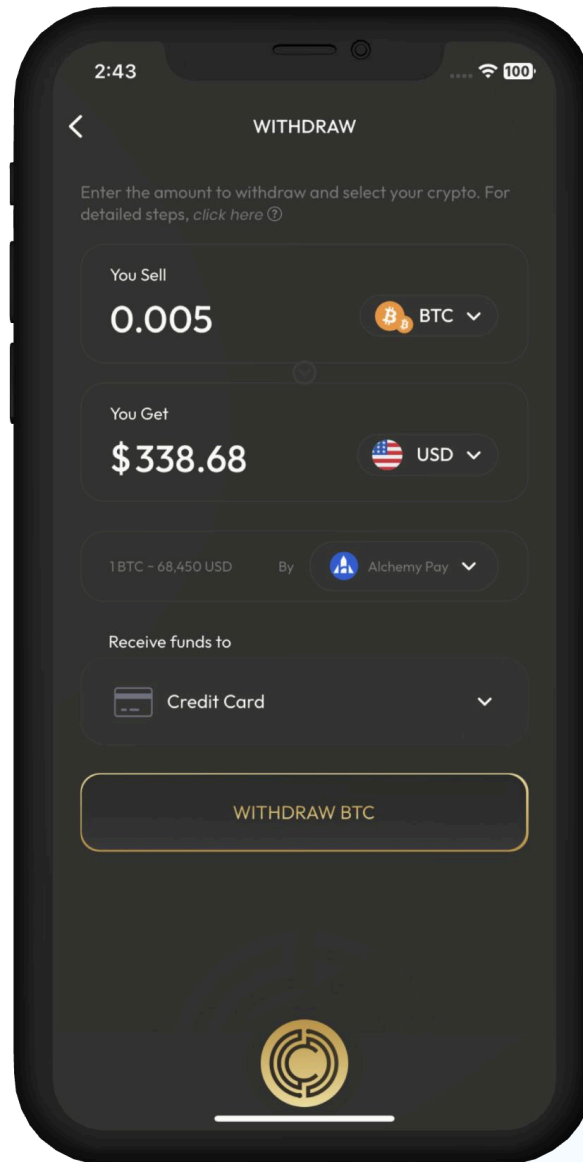 2:43
100
WITHDRAW
Enter the amount to withdraw and select your crypto. For
detailed steps, click here ?
You Sell
0.005
BTC
You Get
$338.68
USD
1 BTC ~ 68,450 USD By Alchemy Pay
Receive funds to
Credit Card
WITHDRAW BTC